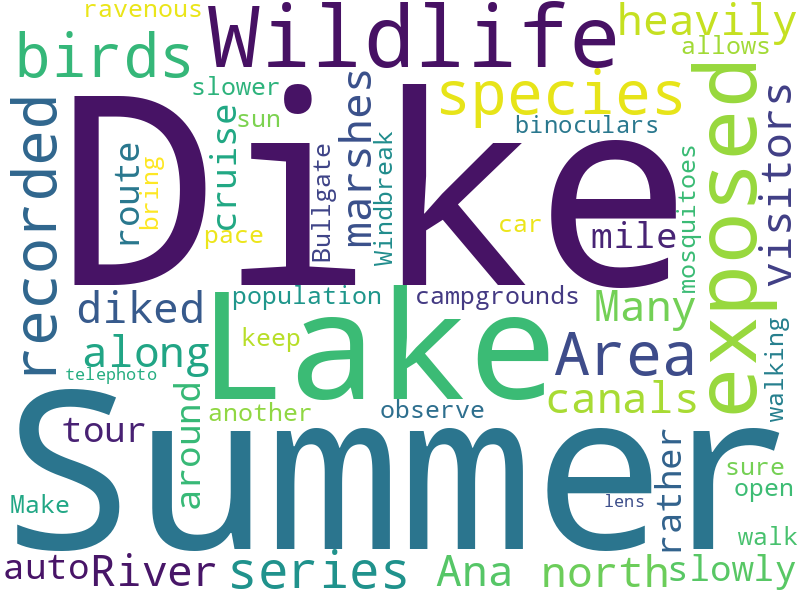 ravenous
Wildlife
heavily
birds
allows
slower
species
sun
binoculars
recorded
Dike
exposed
visitors
route
bring
cruise
pace
Bullgate
marshes
Windbreak
car
mile
mosquitoes
diked
population
campgrounds
Many
along
keep
Lake
Area
walking
telephoto
around
another
observe
canals
tour
Summer
rather
sure
open
Make
lens
walk
auto
River
series
Ana
north
slowly